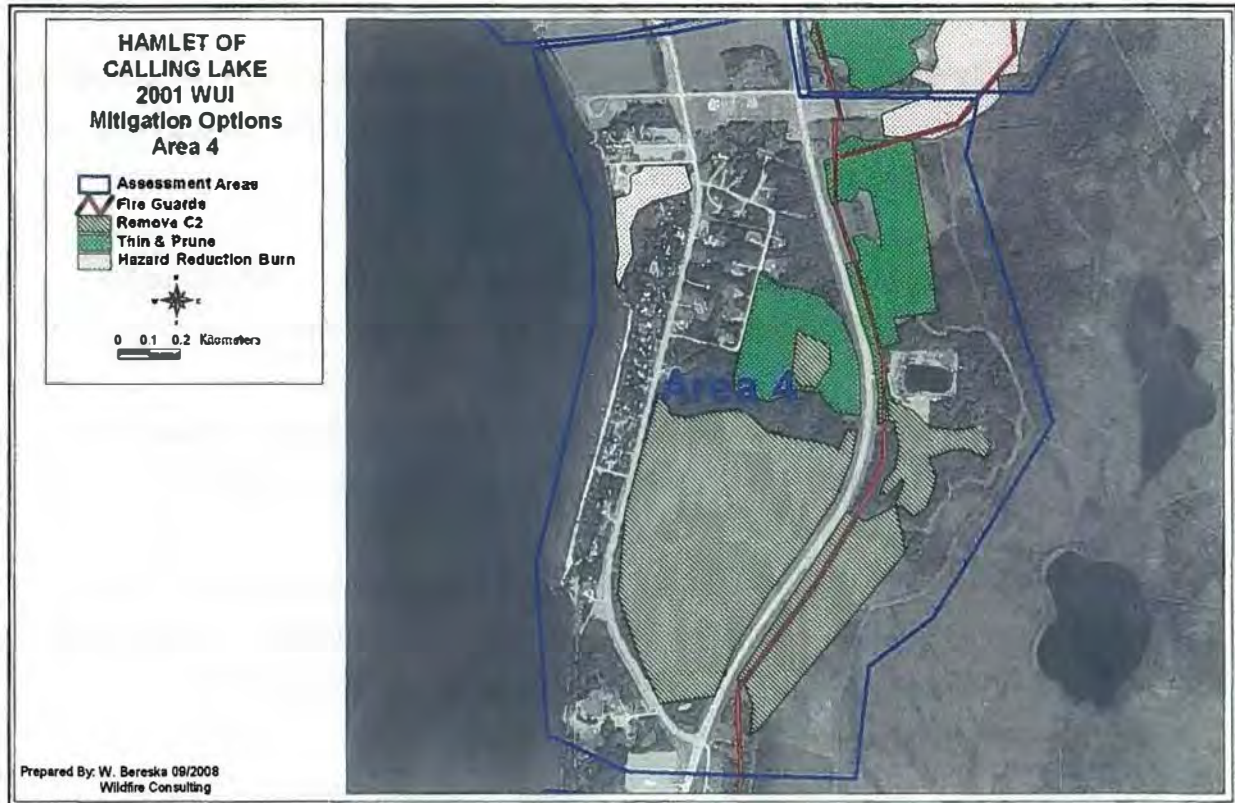 HAMLET OF
CALLING LAKE
2001 WUI
Mitigation Options
Area 4
Assessment Areas
Fire Guards
Remove C2
Thin & Prune
Hazard Reduction Burn
0 0.1 0.2 Kilometers
Area 4
Prepared By: W. Bereska 09/2008
Wildfire Consulting